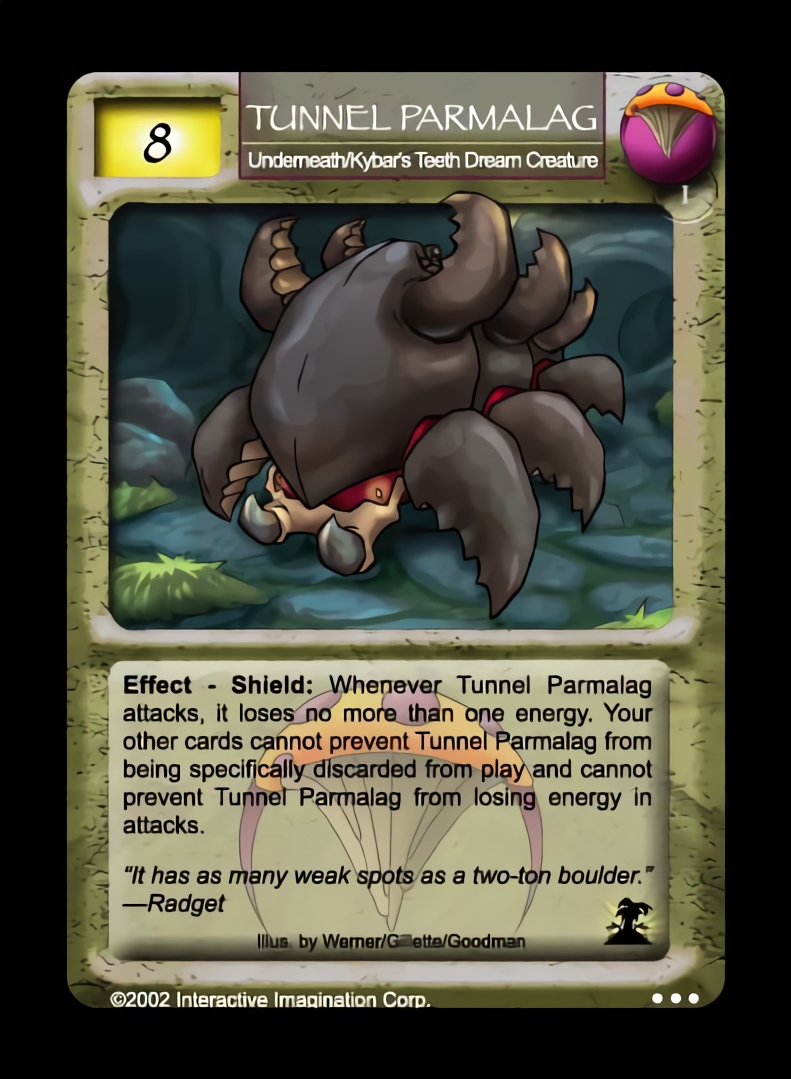 8
TUNNEL PARMALAG
Underneath/Kybar's Teeth Dream Creature
1
Effect - Shield: Whenever Tunnel Parmalag
attacks, it loses no more than one energy. Your
other cards cannot prevent Tunnel Parmalag from
being specifically discarded from play and cannot
prevent Tunnel Parmalag from losing energy in
attacks.
"It has as many weak spots as a two-ton boulder."
—Radget
Illus. by Werner/ /Goodman
©2002 Interactive Imagination Corp.